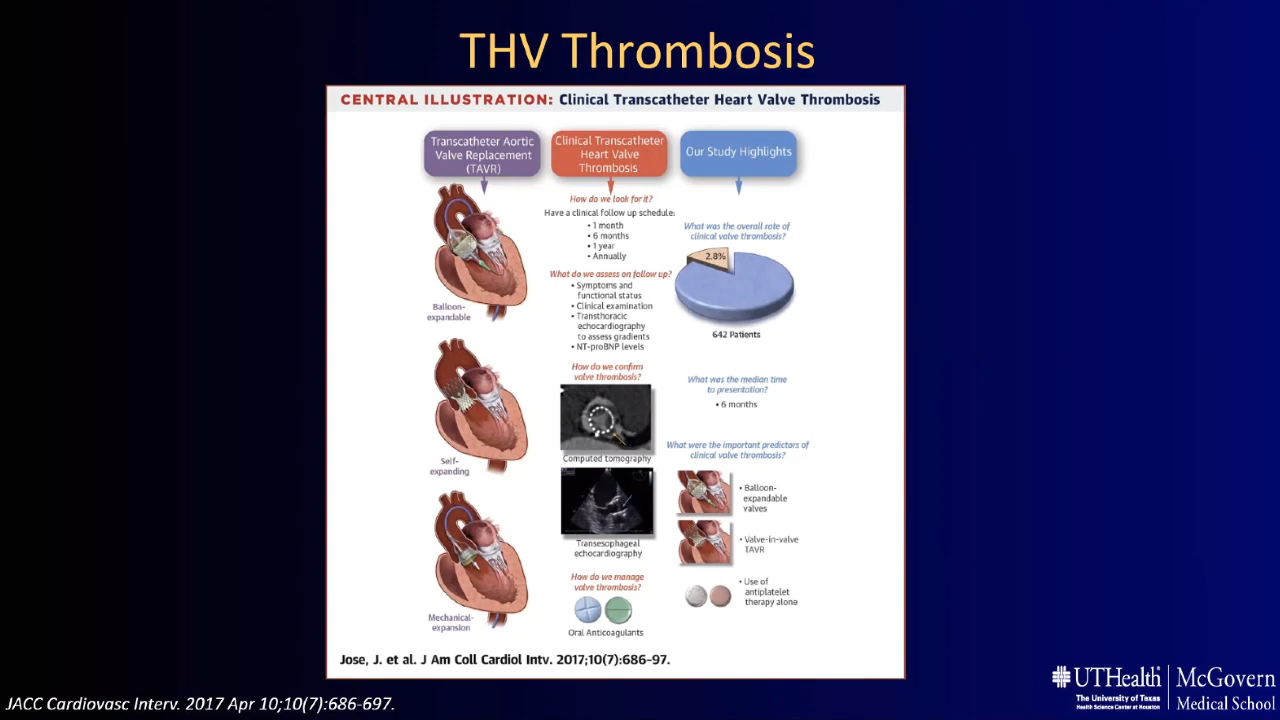 THV Thrombosis
CENTRAL ILLUSTRATION: Clinical Transcatheter Heart Valve Thrombosis
Transcatheter Aortic
Valve Replacement
(TAVR)
Balloon-
expandable
Self-
expanding
Mechanical-
expansion
Clinical Transcatheter
Heart Valve
Thrombosis
How do we look for it?
Have a clinical follow up schedule:
• 1 month
• 6 months
• 1 year
• Annually
What do we assess on follow up?
• Symptoms and
functional status
• Clinical examination
• Transthoracic
echocardiography
to assess gradients
• NT-proBNP levels
How do we confirm
valve thrombosis?
Computed tomography
Transesophageal
echocardiography
How do we manage
valve thrombosis?
Oral Anticoagulants
Our Study Highlights
What was the overall rate of
clinical valve thrombosis?
2.8%
642 Patients
What was the median time
to presentation?
• 6 months
What were the important predictors of
clinical valve thrombosis?
• Balloon-
expandable
valves
• Valve-in-valve
TAVR
• Use of
antiplatelet
therapy alone
Jose, J. et al. J Am Coll Cardiol Intv. 2017;10(7):686-97.
JACC Cardiovasc Interv. 2017 Apr 10;10(7):686-697.
UTHealth
The University of Texas
Health Science Center at Houston
McGovern
Medical School